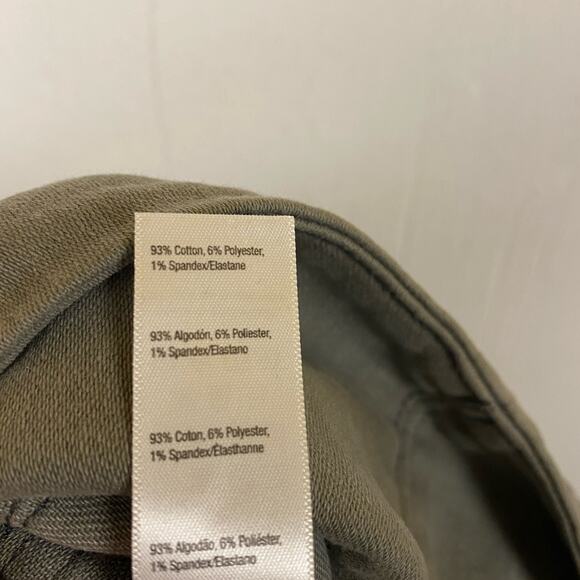 93% Cotton, 6% Polyester,
1% Spandex/Elastane
93% Algodón, 6% Poliester,
1% Spandex/Elastano
93% Coton, 6% Polyester,
1% Spandex/Élasthanne
93% Algodão, 6% Poliéster,
1% Spandex/Elastano